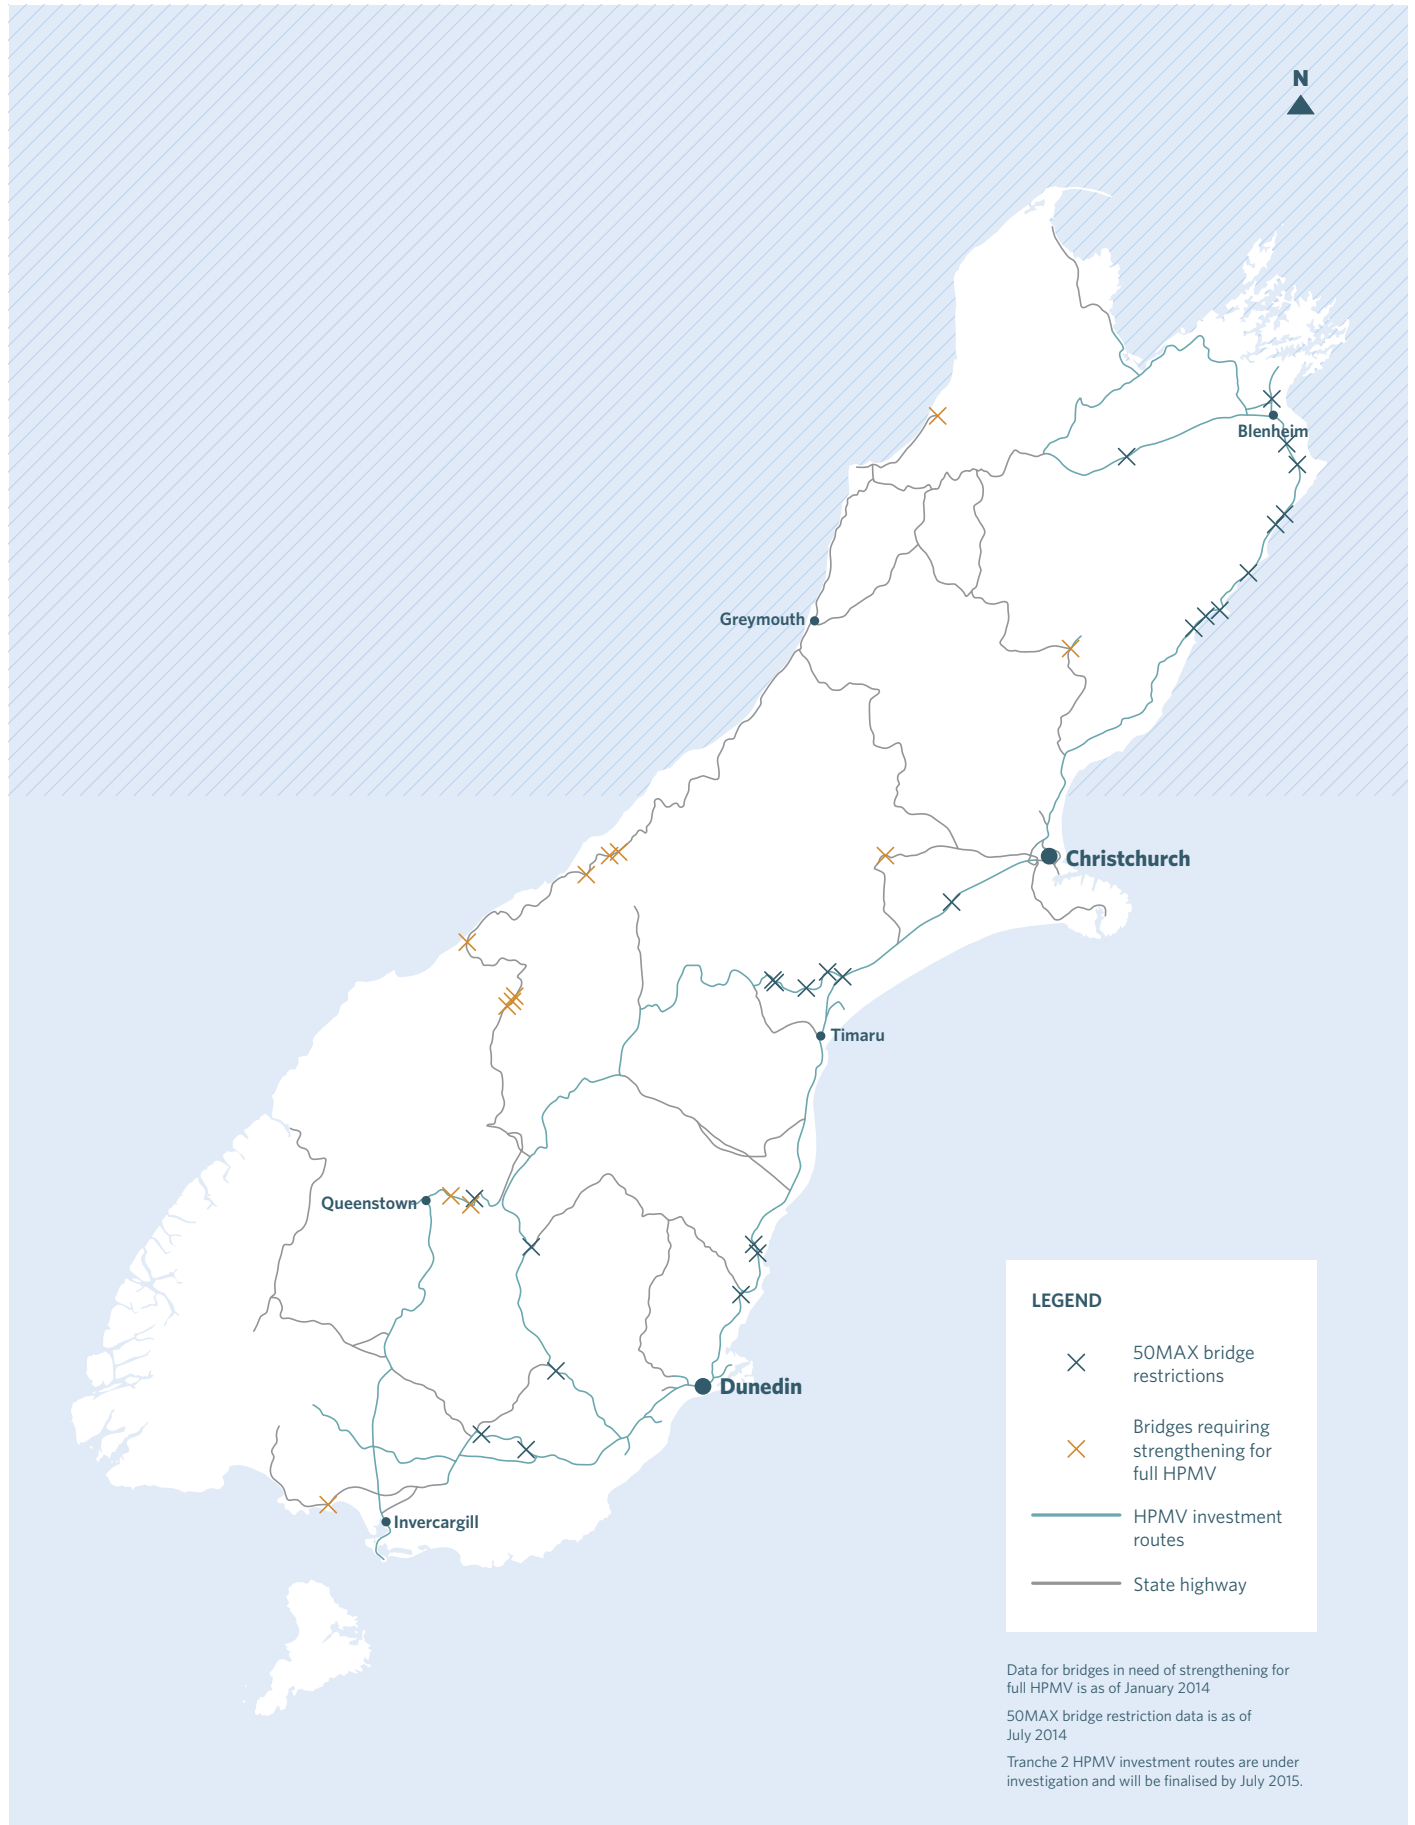 N
Blenheim
Greymouth
Christchurch
Timaru
Queenstown
Dunedin
Invercargill
LEGEND
50MAX bridge
restrictions
Bridges requiring
strengthening for
full HPMV
HPMV investment
routes
State highway
Data for bridges in need of strengthening for
full HPMV is as of January 2014
50MAX bridge restriction data is as of
July 2014
Tranche 2 HPMV investment routes are under
investigation and will be finalised by July 2015.